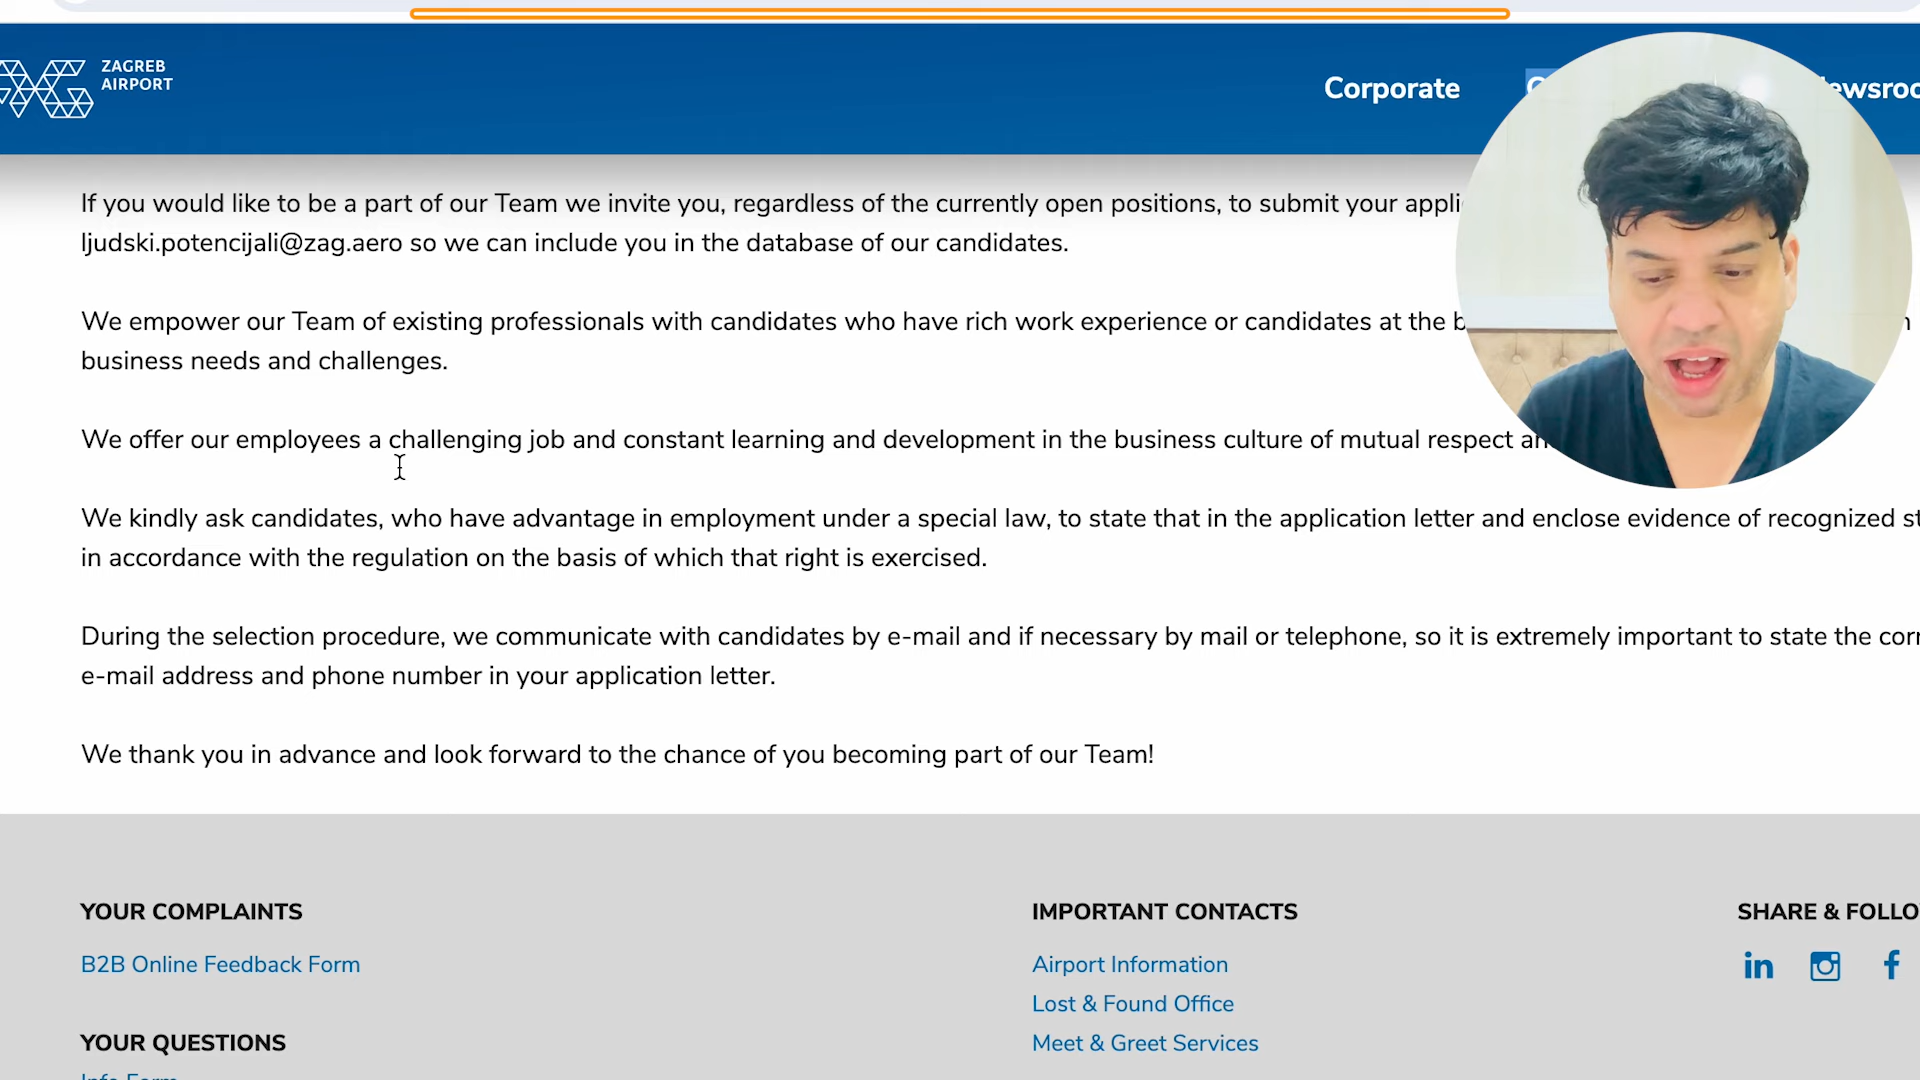 ZAGREB
AIRPORT
Corporate
If you would like to be a part of our Team we invite you, regardless of the currently open positions, to submit your
ljudski.potencijali@zag.aero so we can include you in the database of our candidates.
We empower our Team of existing professionals with candidates who have rich work experience or candidates at the
business needs and challenges.
We offer our employees a challenging job and constant learning and development in the business culture of mutual respect
We kindly ask candidates, who have advantage in employment under a special law, to state that in the application letter and enclose evidence of recognized
in accordance with the regulation on the basis of which that right is exercised.
During the selection procedure, we communicate with candidates by e-mail and if necessary by mail or telephone, so it is extremely important to state the
e-mail address and phone number in your application letter.
We thank you in advance and look forward to the chance of you becoming part of our Team!
YOUR COMPLAINTS
B2B Online Feedback Form
YOUR QUESTIONS
Info Form
IMPORTANT CONTACTS
Airport Information
Lost & Found Office
Meet & Greet Services
SHARE & FOLLO
in
f